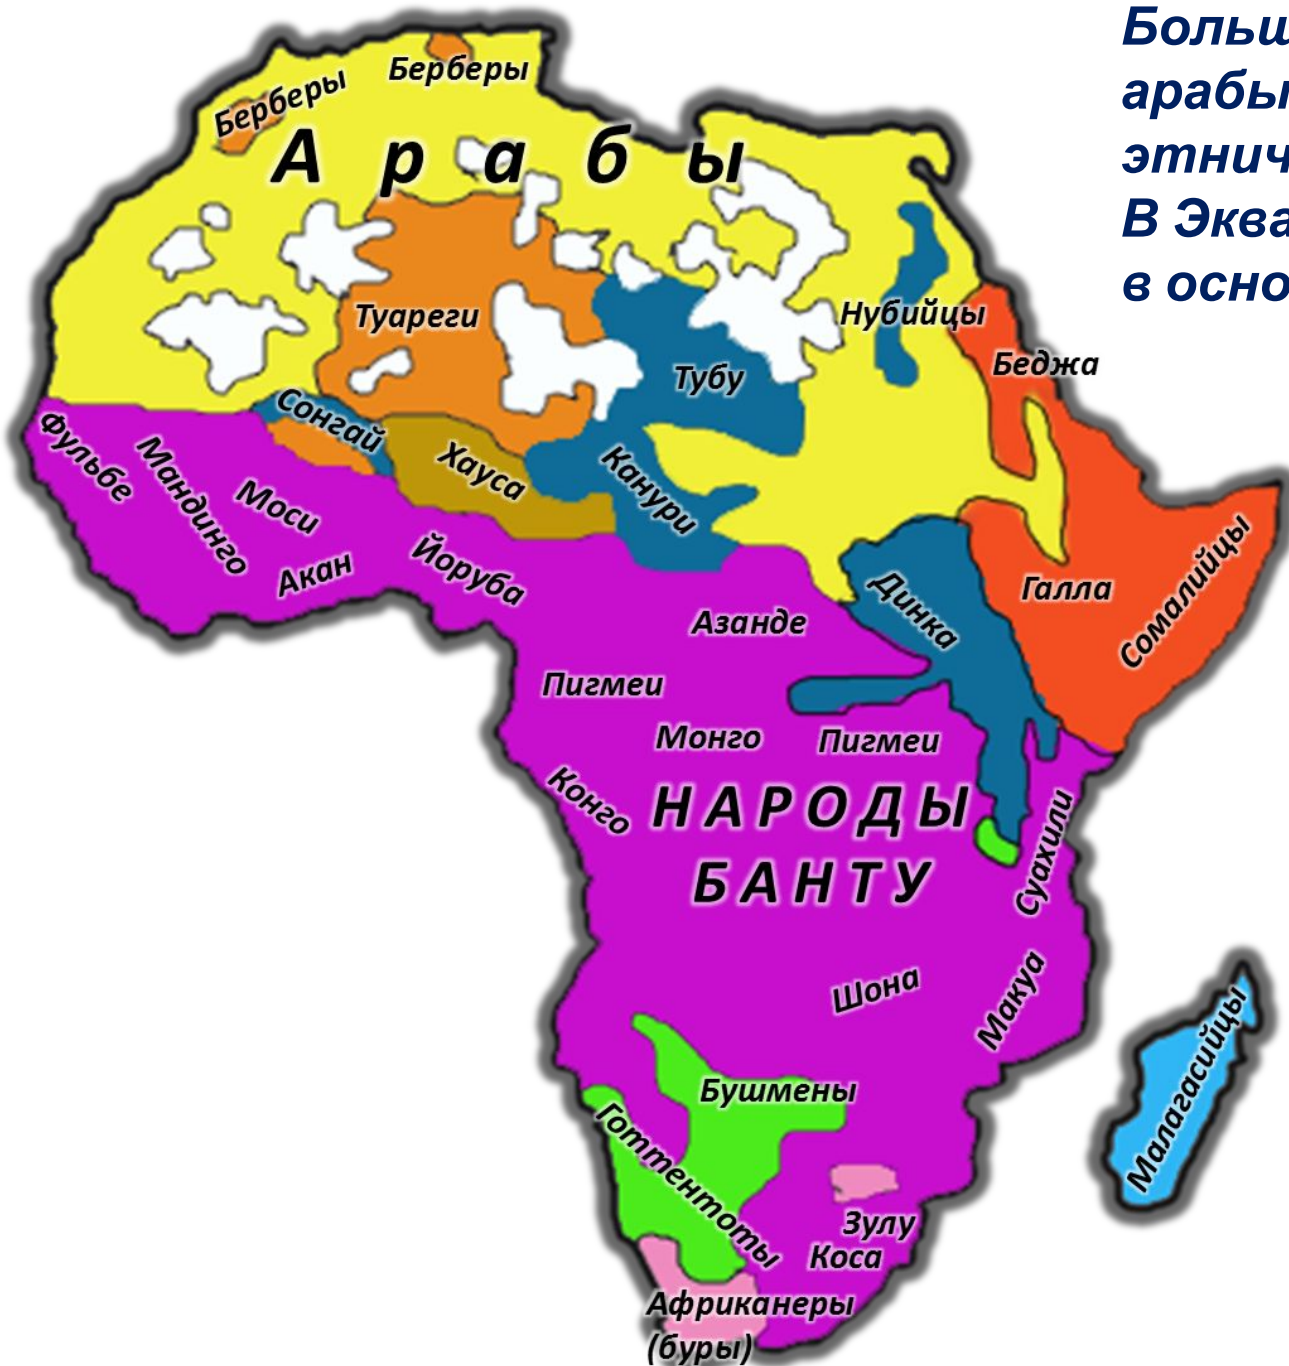 Больш
арабы
этнич
В Эква
в осно
Берберы
Берберы
Арабы
Туареги
Нубийцы
Беджа
Тубу
Сонгай
Фульбе
Мандинго
Моси
Хауса
Канури
Акан
Йоруба
Динка
Галла
Сомалийцы
Азанде
Пигмеи
Монго
Пигмеи
Конго
НАРОДЫ
БАНТУ
Суахили
Шона
Макуа
Малагасийцы
Бушмены
Готтентоты
Зулу
Коса
Африканеры
(буры)